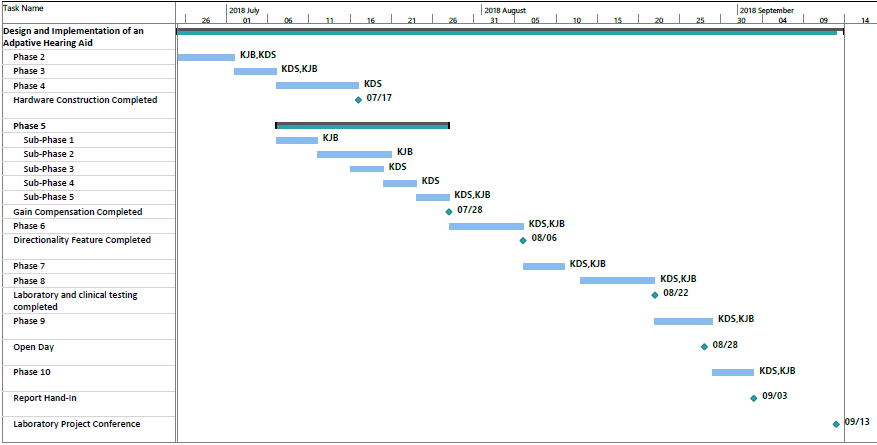 Task Name
2018 July 2018 August 2018 September
26 01 06 11 16 21 26 31 05 10 15 20 25 30 04 09 14
Design and Implementation of an
Adpative Hearing Aid
Phase 2 KJB,KDS
Phase 3 KDS,KJB
Phase 4 KDS
Hardware Construction Completed 07/17
Phase 5
Sub-Phase 1 KJB
Sub-Phase 2 KJB
Sub-Phase 3 KDS
Sub-Phase 4 KDS
Sub-Phase 5 KDS,KJB
Gain Compensation Completed 07/28
Phase 6 KDS,KJB
Directionality Feature Completed 08/06
Phase 7 KDS,KJB
Phase 8 KDS,KJB
Laboratory and clinical testing 08/22
completed
Phase 9 KDS,KJB
Open Day 08/28
Phase 10 KDS,KJB
Report Hand-In 09/03
Laboratory Project Conference 09/13